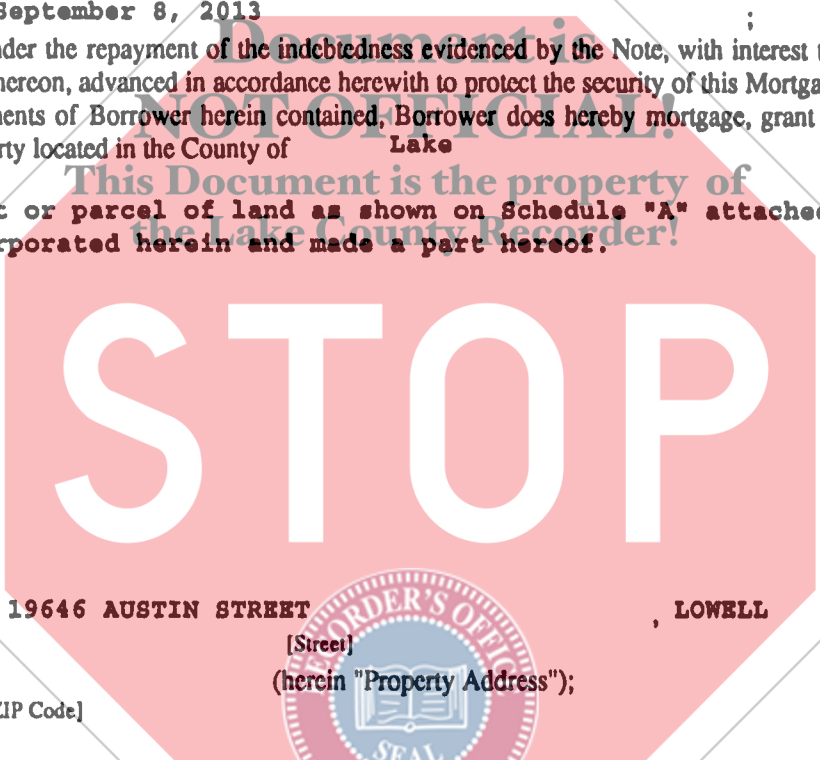 September 8, 2013 ;
Document is
nder the repayment of the indebtedness evidenced by the Note, with interest
hereon, advanced in accordance herewith to protect the security of this Mortga
NOT OFFICIAL!
ents of Borrower herein contained, Borrower does hereby mortgage, grant
rty located in the County of Lake
This Document is the property of
t or parcel of land as shown on Schedule "A" attached
the Lake County Recorder!
rporated herein and made a part hereof.
STOP
19646 AUSTIN STREET , LOWELL
[Street]
RECORDER'S OFFIC
(herein "Property Address");
ZIP Code]
SEAL